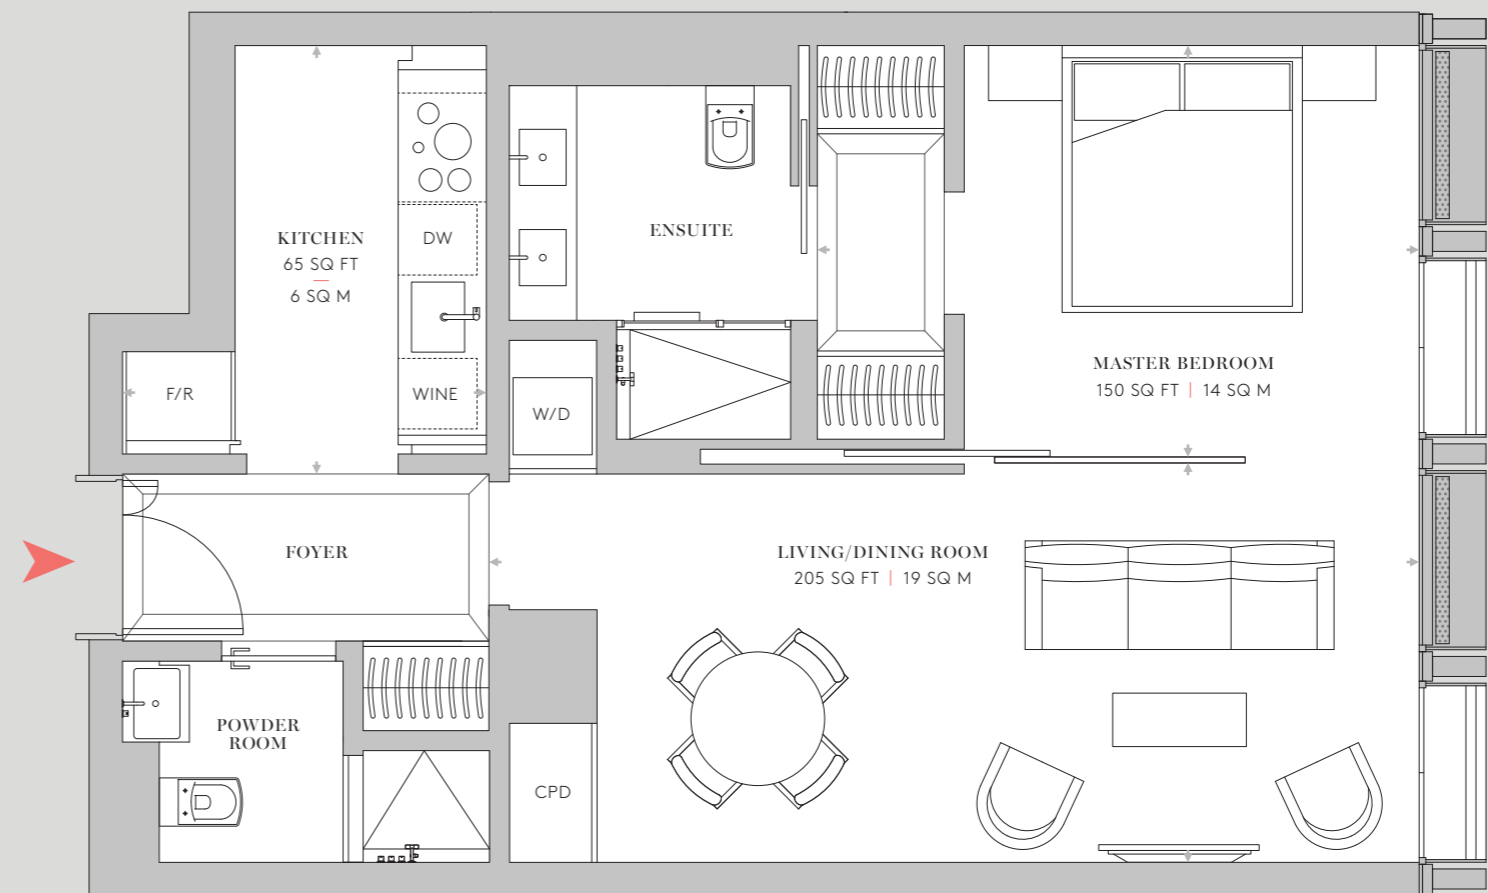 KITCHEN
65 SQ FT
6 SQ M
DW
F/R
WINE
ENSUITE
W/D
MASTER BEDROOM
150 SQ FT | 14 SQ M
FOYER
LIVING/DINING ROOM
205 SQ FT | 19 SQ M
POWDER
ROOM
CPD